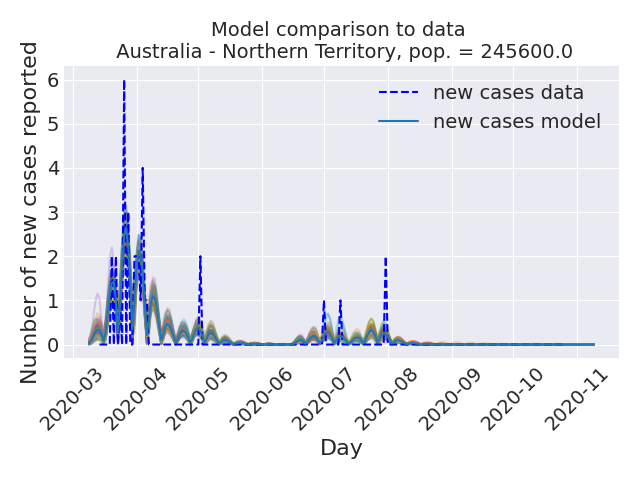 Model comparison to data
Australia - Northern Territory, pop. = 245600.0
Number of new cases reported
6
5
4
3
2
1
0
new cases data
new cases model
2020-03
2020-04
2020-05
2020-06
2020-07
2020-08
2020-09
2020-10
2020-11
Day